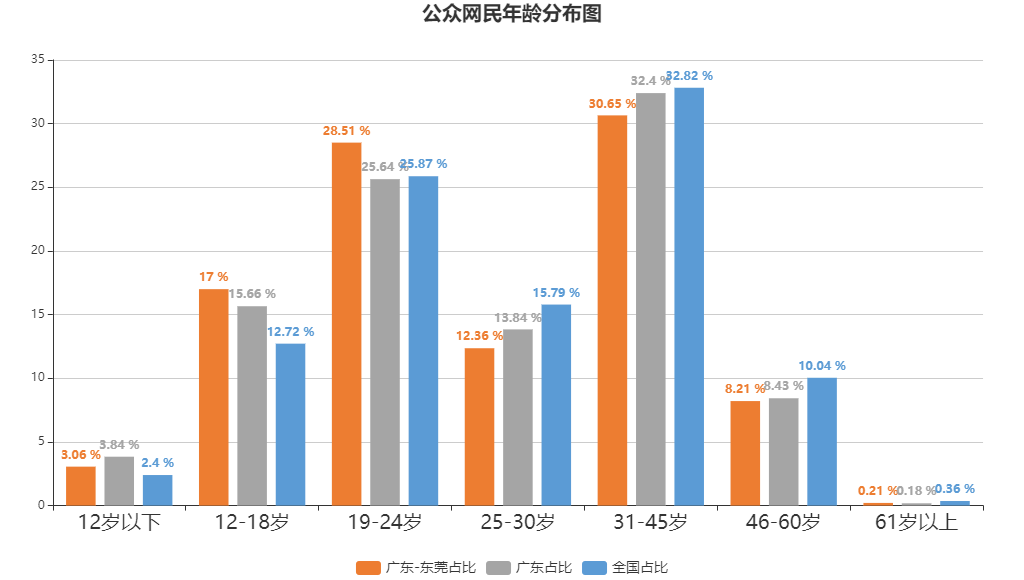 公众网民年龄分布图
35
30
25
20
15
10
5
0
3.06 %
3.84 %
2.4 %
17 %
15.66 %
12.72 %
28.51 %
25.64 %
25.87 %
12.36 %
13.84 %
15.79 %
30.65 %
32.4 %
32.82 %
8.21 %
8.43 %
10.04 %
0.21 %
0.18 %
0.36 %
12岁以下
12-18岁
19-24岁
25-30岁
31-45岁
46-60岁
61岁以上
广东-东莞占比
广东占比
全国占比